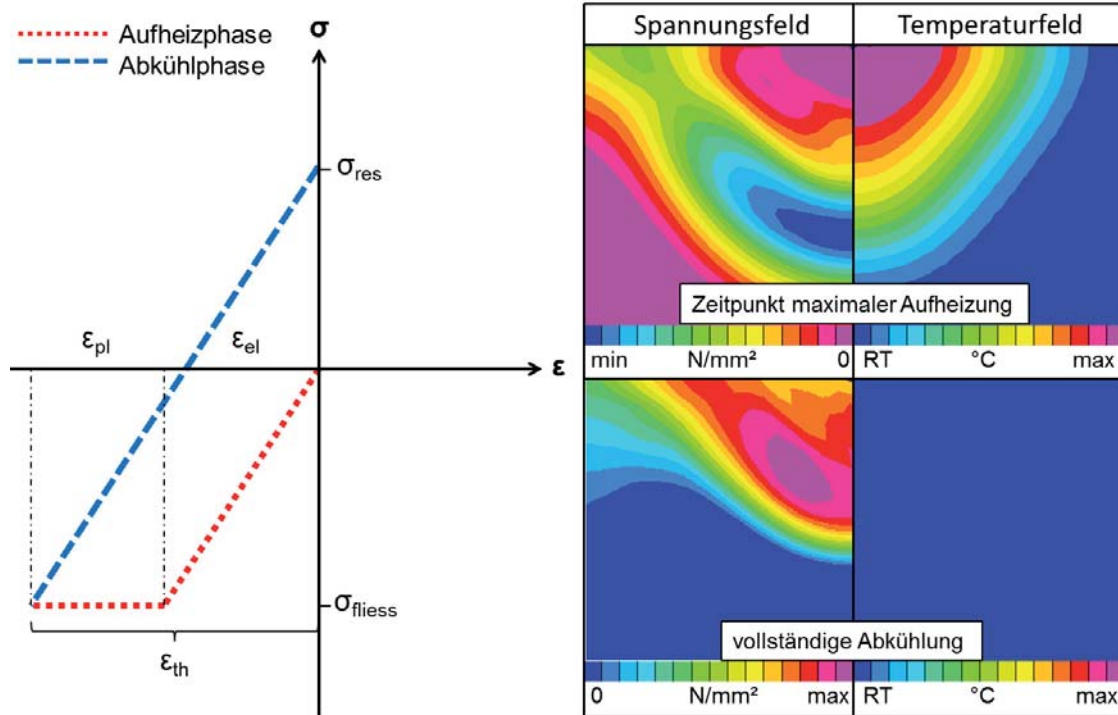 Aufheizphase
Abkühlphase
σ
σres
εpl
εel
ε
σfliess
εth
Spannungsfeld
Temperaturfeld
Zeitpunkt maximaler Aufheizung
min N/mm² 0
RT °C max
vollständige Abkühlung
0 N/mm² max
RT °C max